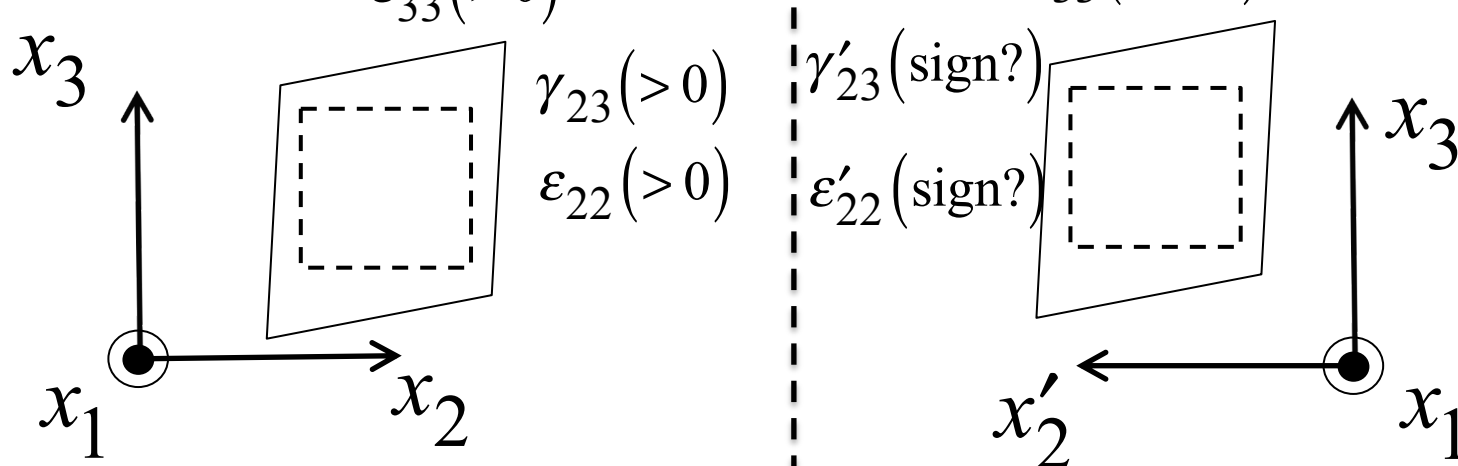 x₃
γ₂₃(> 0)
ε₂₂(> 0)
x₁
x₂
γ′₂₃(sign?)
ε′₂₂(sign?)
x₃
x′₂
x₁